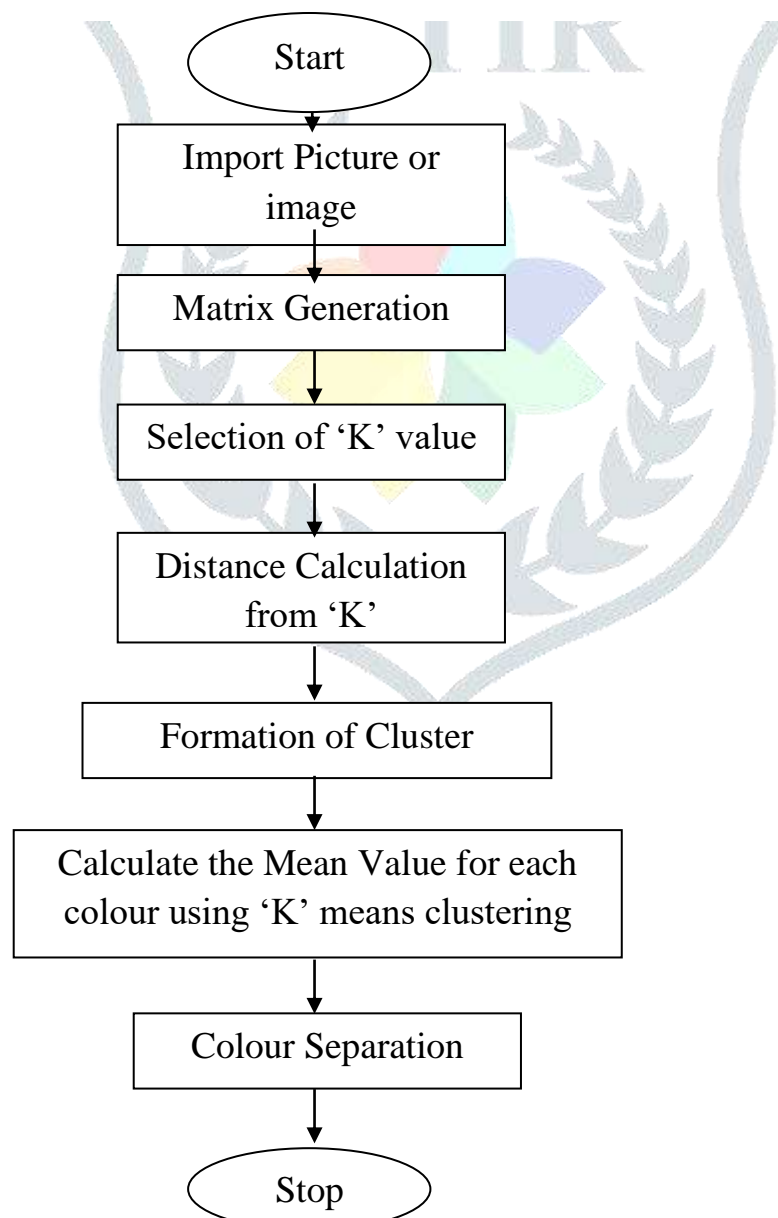 Start
Import Picture or
image
Matrix Generation
Selection of ‘K’ value
Distance Calculation
from ‘K’
Formation of Cluster
Calculate the Mean Value for each
colour using ‘K’ means clustering
Colour Separation
Stop